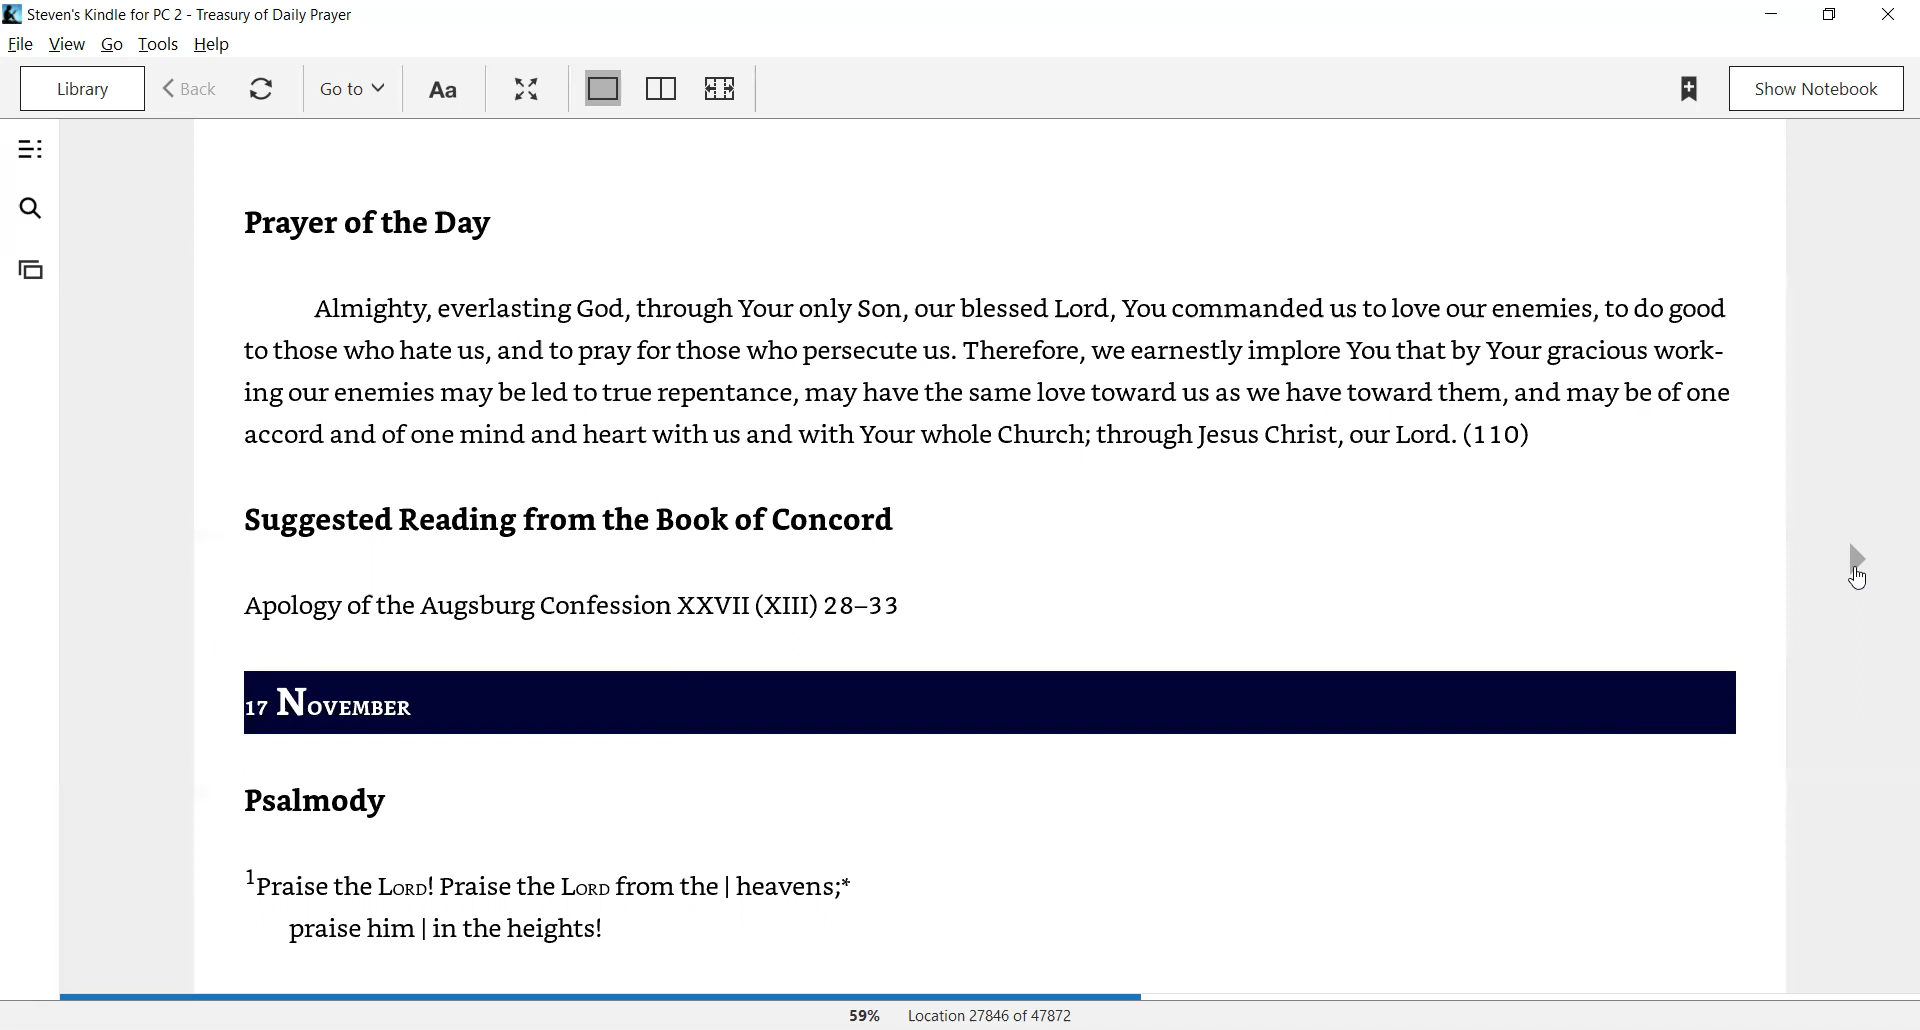 Steven's Kindle for PC 2 - Treasury of Daily Prayer
File View Go Tools Help
Library Back Go to Aa Show Notebook
Prayer of the Day
Almighty, everlasting God, through Your only Son, our blessed Lord, You commanded us to love our enemies, to do good
to those who hate us, and to pray for those who persecute us. Therefore, we earnestly implore You that by Your gracious work-
ing our enemies may be led to true repentance, may have the same love toward us as we have toward them, and may be of one
accord and of one mind and heart with us and with Your whole Church; through Jesus Christ, our Lord. (110)
Suggested Reading from the Book of Concord
Apology of the Augsburg Confession XXVII (XIII) 28–33
17 November
Psalmody
1Praise the Lord! Praise the Lord from the | heavens;*
praise him | in the heights!
59% Location 27846 of 47872